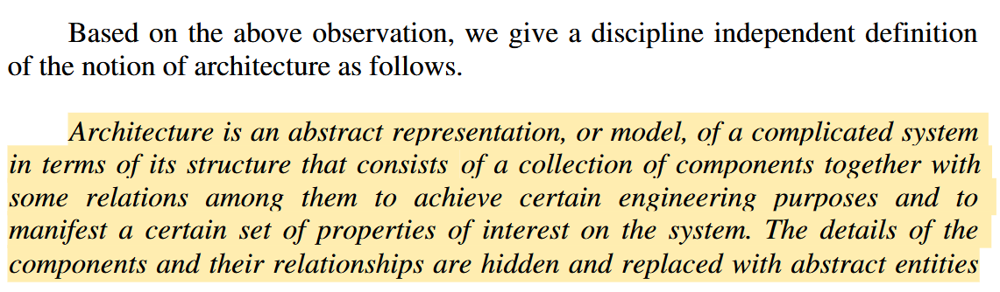 Based on the above observation, we give a discipline independent definition
of the notion of architecture as follows.
Architecture is an abstract representation, or model, of a complicated system
in terms of its structure that consists of a collection of components together with
some relations among them to achieve certain engineering purposes and to
manifest a certain set of properties of interest on the system. The details of the
components and their relationships are hidden and replaced with abstract entities